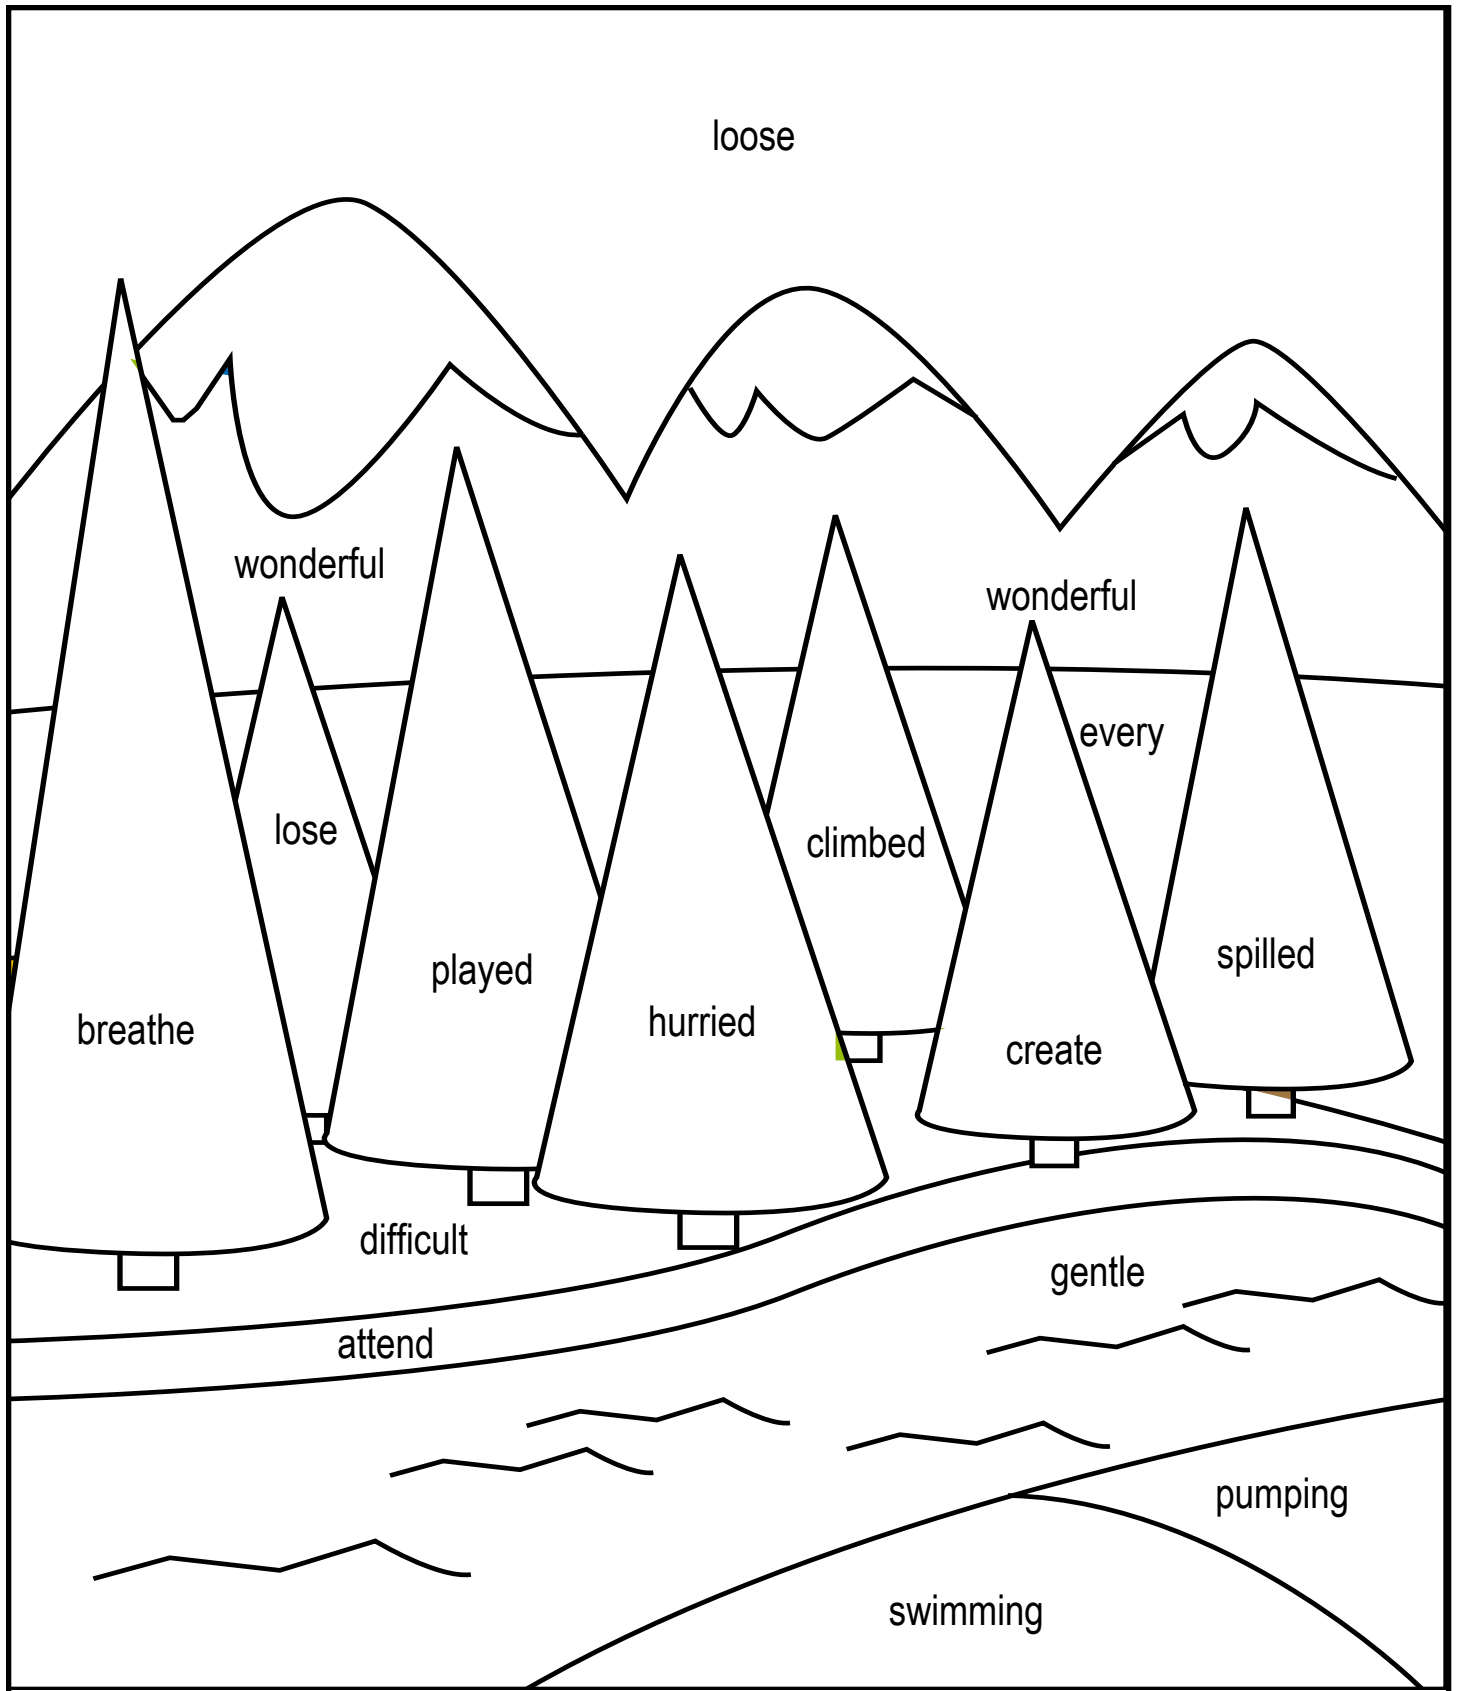 loose
wonderful
wonderful
every
lose
climbed
played
spilled
hurried
breathe
create
difficult
gentle
attend
pumping
swimming